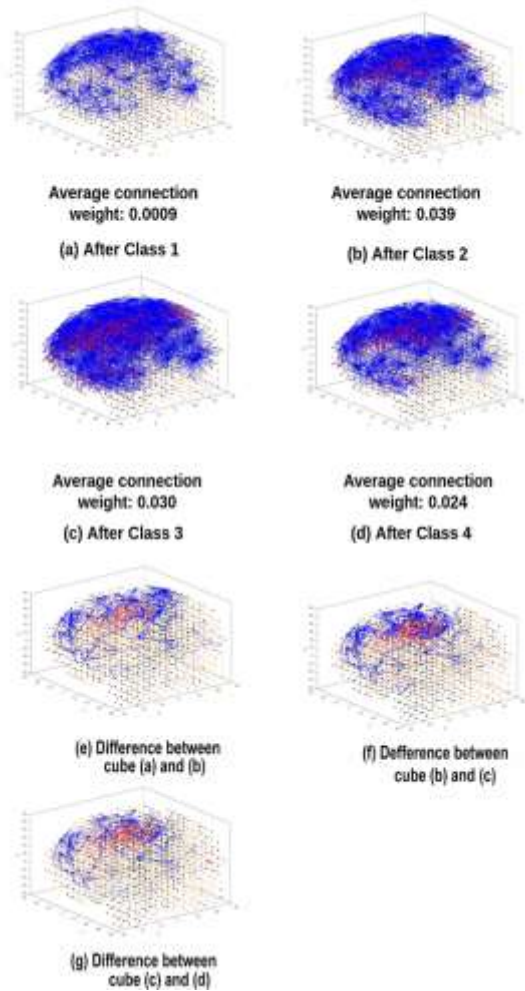 Average connection
weight: 0.0009
(a) After Class 1
Average connection
weight: 0.039
(b) After Class 2
Average connection
weight: 0.030
(c) After Class 3
Average connection
weight: 0.024
(d) After Class 4
(e) Difference between
cube (a) and (b)
(f) Defference between
cube (b) and (c)
(g) Difference between
cube (c) and (d)